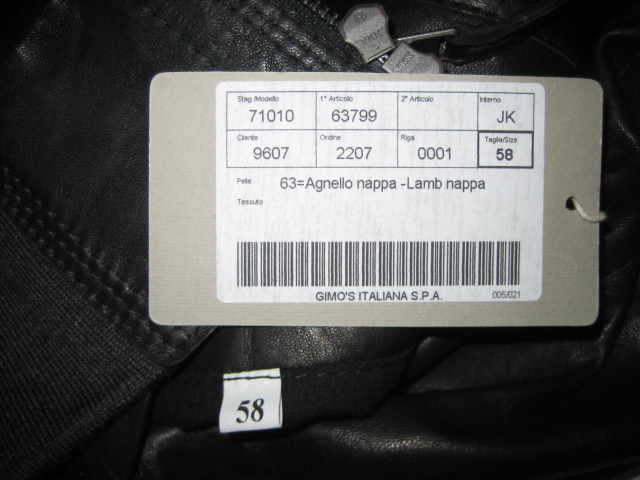 Stag./Modello 1° Articolo 2° Articolo Interno
71010 63799 JK
Cliente Ordine Riga Taglia/Size
9607 2207 0001 58
Pelle 63=Agnello nappa -Lamb nappa
Tessuto
GIMO'S ITALIANA S.P.A. 005/021
58